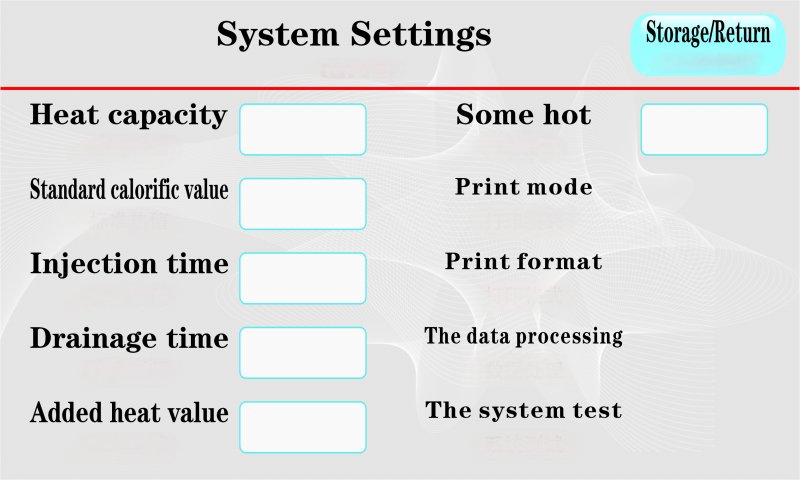 System Settings
Storage/Return
Heat capacity
Some hot
Standard calorific value
Print mode
Injection time
Print format
Drainage time
The data processing
Added heat value
The system test